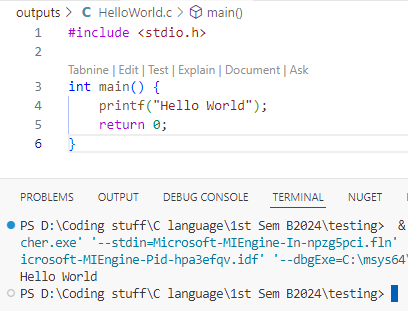 outputs > C HelloWorld.c > main()
1 #include <stdio.h>
2
Tabnine | Edit | Test | Explain | Document | Ask
3 int main() {
4 printf("Hello World");
5 return 0;
6 }
PROBLEMS OUTPUT DEBUG CONSOLE TERMINAL NUGET
PS D:\Coding stuff\C language\1st Sem B2024\testing> &
cher.exe' '--stdin=Microsoft-MIEngine-In-npzg5pci.fln'
icrosoft-MIEngine-Pid-hpa3efqv.idf' '--dbgExe=C:\msys64\
Hello World
PS D:\Coding stuff\C language\1st Sem B2024\testing>